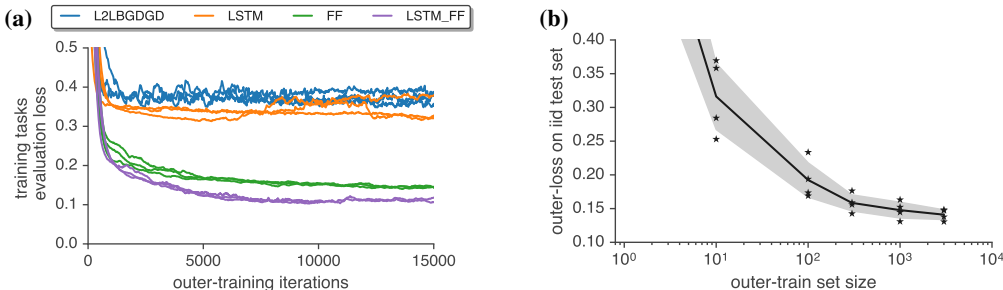 (a)
L2LBGDGD LSTM FF LSTM_FF
training tasks
evaluation loss
0.5
0.4
0.3
0.2
0.1
0.0
0 5000 10000 15000
outer-training iterations
(b)
outer-loss on iid test set
0.40
0.35
0.30
0.25
0.20
0.15
0.10
10⁰ 10¹ 10² 10³ 10⁴
outer-train set size